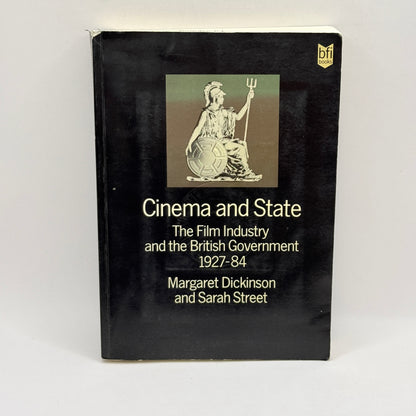 bfi
books
Cinema and State
The Film Industry
and the British Government
1927-84
Margaret Dickinson
and Sarah Street